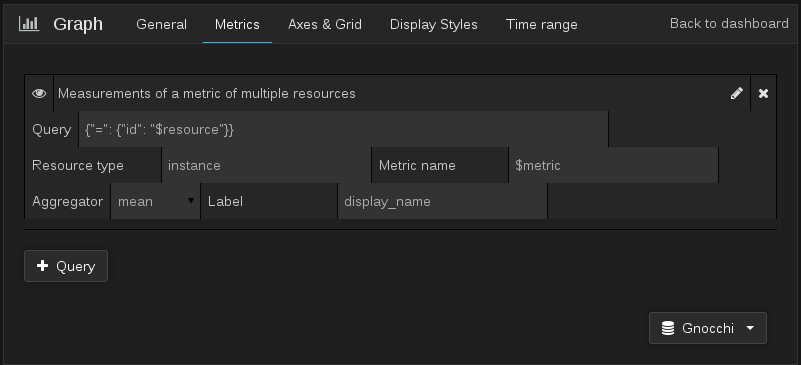 Graph General Metrics Axes & Grid Display Styles Time range Back to dashboard
Measurements of a metric of multiple resources
Query {"=": {"id": "$resource"}}
Resource type instance Metric name $metric
Aggregator mean Label display_name
Query
Gnocchi